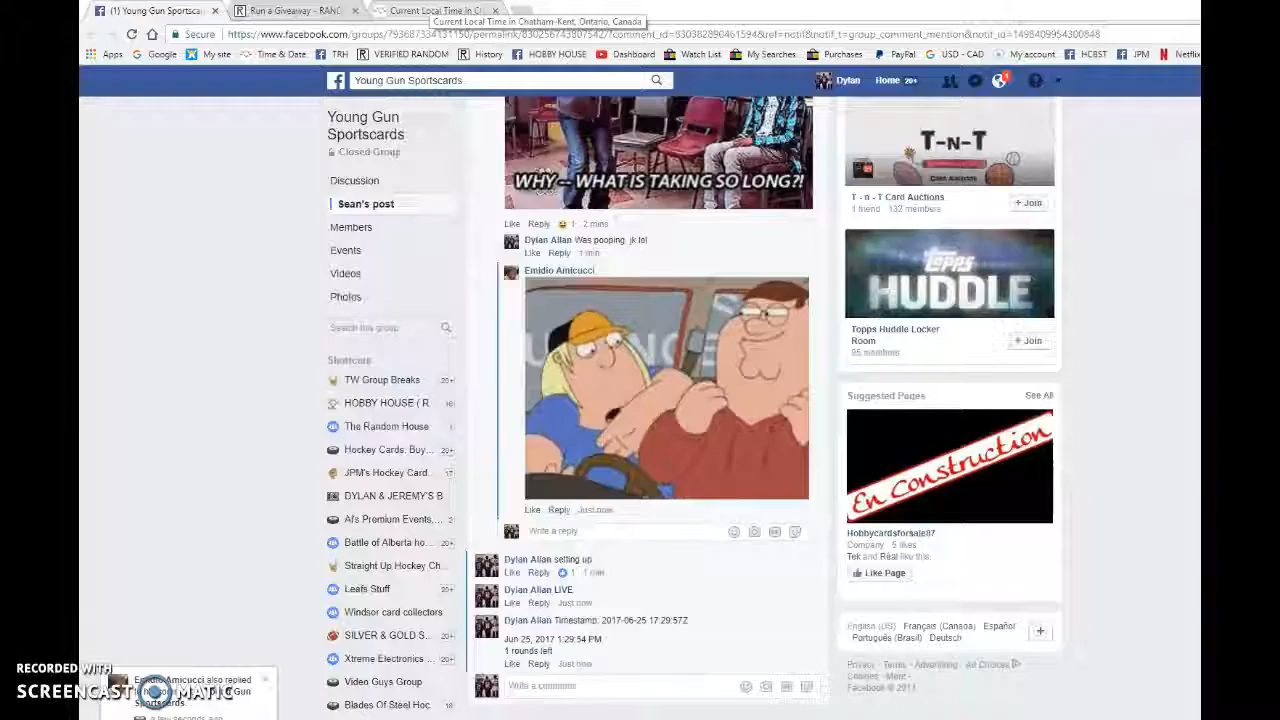 (1) Young Gun Sportscards
Run a Giveaway – RAND
Current Local Time in Ch
Current Local Time in Chatham-Kent, Ontario, Canada
Secure
https://www.facebook.com/groups/793687334131150/permalink/830256743807542/?comment_id=830382890461594&ref=notif&notif_t=group_comment_mention&notif_id=1498409954300848
Apps Google My site Time & Date TRH VERIFIED RANDOM History HOBBY HOUSE Dashboard Watch List My Searches Purchases PayPal USD - CAD My account HCBST JPM Netflix
Young Gun Sportscards
Dylan Home 20+
1
Young Gun
Sportscards
Closed Group
Discussion
Sean's post
Members
Events
Videos
Photos
Search this group
Shortcuts
TW Group Breaks 20+
HOBBY HOUSE ( R.
The Random House
Hockey Cards: Buy... 20+
JPM's Hockey Card... 17
DYLAN & JEREMY'S B
Al's Premium Events,... 2
Battle of Alberta ho...
Straight Up Hockey Ch...
Leafs Stuff 20+
Windsor card collectors
SILVER & GOLD S... 20+
Xtreme Electronics ... 20+
Video Guys Group
Blades Of Steel Hoc... 18
WHY -- WHAT IS TAKING SO LONG?!
Like Reply 1 2 mins
Dylan Allan Was pooping. jk lol
Like Reply 1 min
Emidio Amicucci
Like Reply Just now
Write a reply
Dylan Allan setting up
Like Reply 1 1 min
Dylan Allan LIVE
Like Reply Just now
Dylan Allan Timestamp: 2017-06-25 17:29:57Z
Jun 25, 2017 1:29:54 PM
1 rounds left
Like Reply Just now
Write a comment
T-N-T
CARD AUCTIONS
T - n - T Card Auctions
1 friend 132 members
+ Join
TOPPS
HUDDLE
Topps Huddle Locker
Room
+ Join
95 members
Suggested Pages See All
En Construction
Hobbycardsforsale87
Company · 5 likes
Tek and Réal like this.
Like Page
English (US) Français (Canada) Español
Português (Brasil) Deutsch
Privacy · Terms · Advertising · Ad Choices
Cookies · More
Facebook © 2017
RECORDED WITH
SCREENCAST-O-MATIC
Emidio Amicucci also replied
Gun
Sportscards.
a few seconds ago